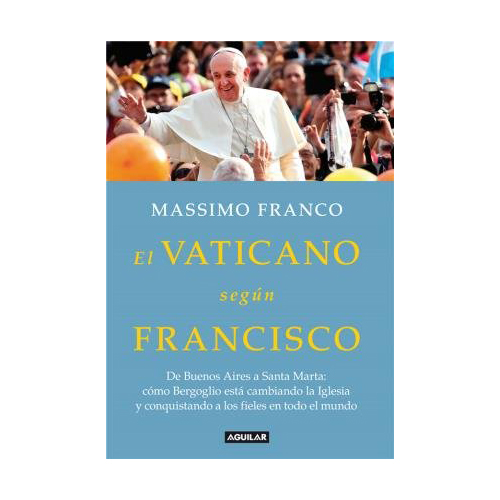 MASSIMO FRANCO
El VATICANO
según
FRANCISCO
De Buenos Aires a Santa Marta:
cómo Bergoglio está cambiando la Iglesia
y conquistando a los fieles en todo el mundo
AGUILAR